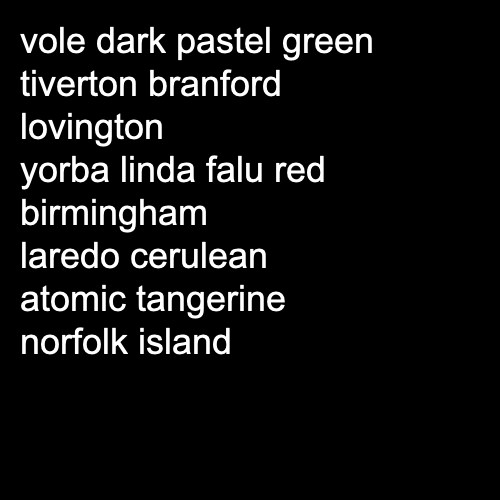 vole dark pastel green
tiverton branford
lovington
yorba linda falu red
birmingham
laredo cerulean
atomic tangerine
norfolk island